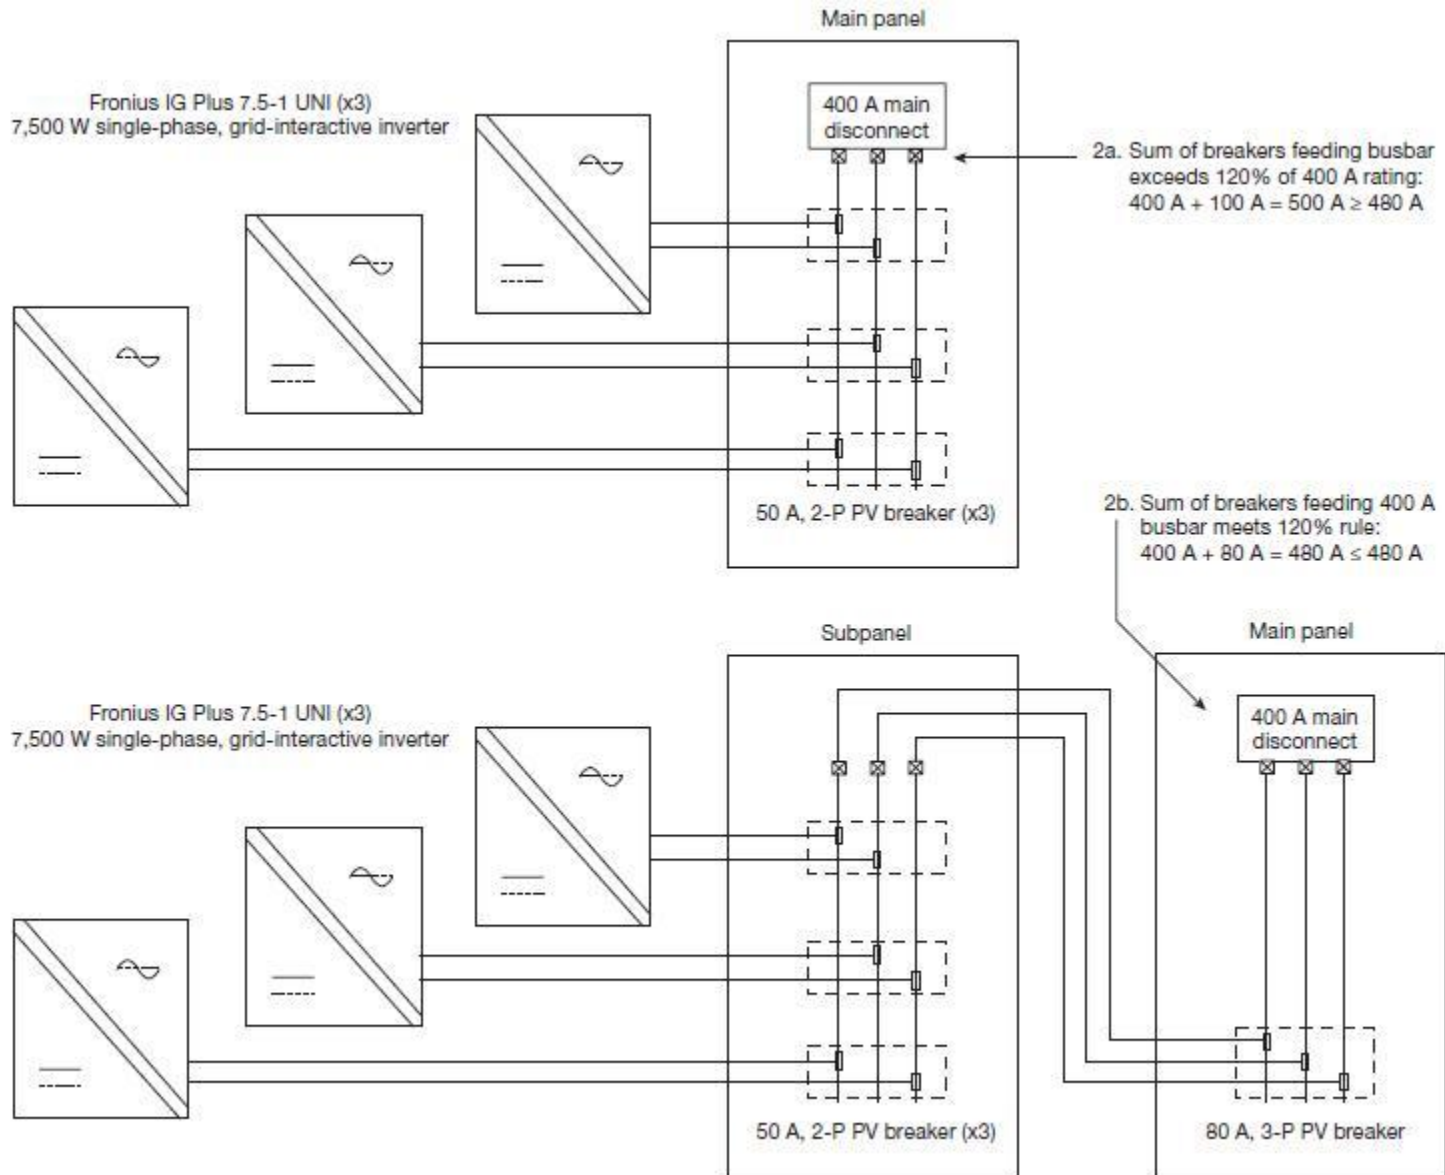 Main panel
Fronius IG Plus 7.5-1 UNI (x3)
7,500 W single-phase, grid-interactive inverter
400 A main
disconnect
2a. Sum of breakers feeding busbar
exceeds 120% of 400 A rating:
400 A + 100 A = 500 A ≥ 480 A
50 A, 2-P PV breaker (x3)
2b. Sum of breakers feeding 400 A
busbar meets 120% rule:
400 A + 80 A = 480 A ≤ 480 A
Subpanel
Main panel
Fronius IG Plus 7.5-1 UNI (x3)
7,500 W single-phase, grid-interactive inverter
400 A main
disconnect
50 A, 2-P PV breaker (x3)
80 A, 3-P PV breaker